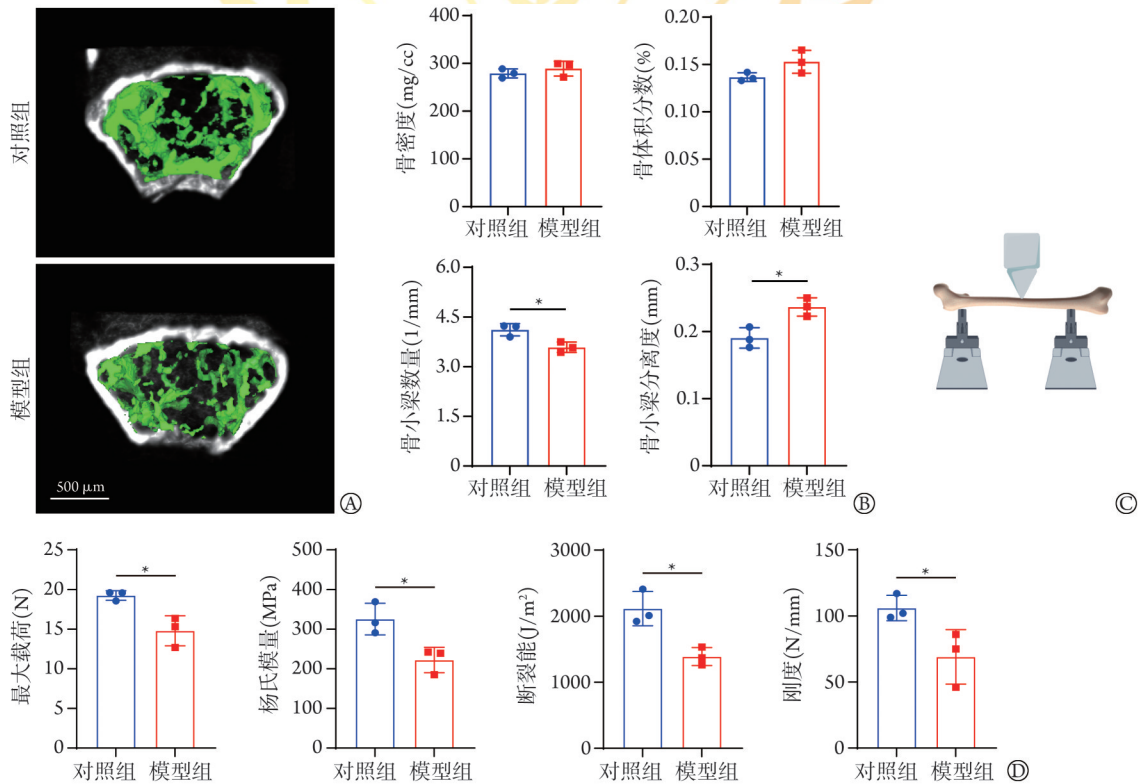 对照组
模型组
500 μm
Ⓐ
骨密度(mg/cc)
400
300
200
100
0
对照组 模型组
骨体积分数(%)
0.20
0.15
0.10
0.05
0
对照组 模型组
骨小梁数量(1/mm)
6.0
4.5
3.0
1.5
0
*
对照组 模型组
骨小梁分离度(mm)
0.3
0.2
0.1
0
*
对照组 模型组
Ⓑ
Ⓒ
最大载荷(N)
25
20
15
10
5
0
*
对照组 模型组
杨氏模量(MPa)
500
400
300
200
100
0
*
对照组 模型组
断裂能(J/m²)
3000
2000
1000
0
*
对照组 模型组
刚度(N/mm)
150
100
50
0
*
对照组 模型组
Ⓓ